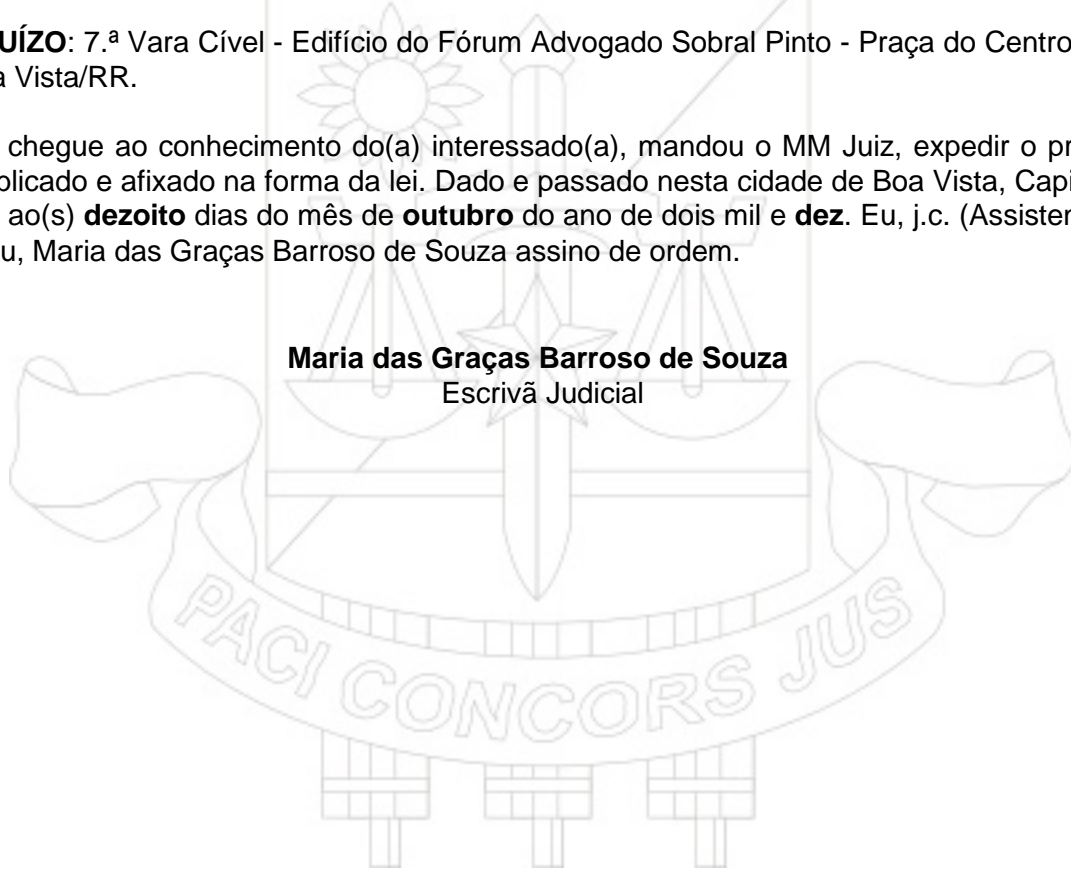 UÍZO: 7.ª Vara Cível - Edifício do Fórum Advogado Sobral Pinto - Praça do Centro
a Vista/RR.
chegue ao conhecimento do(a) interessado(a), mandou o MM Juiz, expedir o pr
blicado e afixado na forma da lei. Dado e passado nesta cidade de Boa Vista, Capi
ao(s) dezoito dias do mês de outubro do ano de dois mil e dez. Eu, j.c. (Assisten
u, Maria das Graças Barroso de Souza assino de ordem.
Maria das Graças Barroso de Souza
Escrivã Judicial
PACI CONCORS JUS